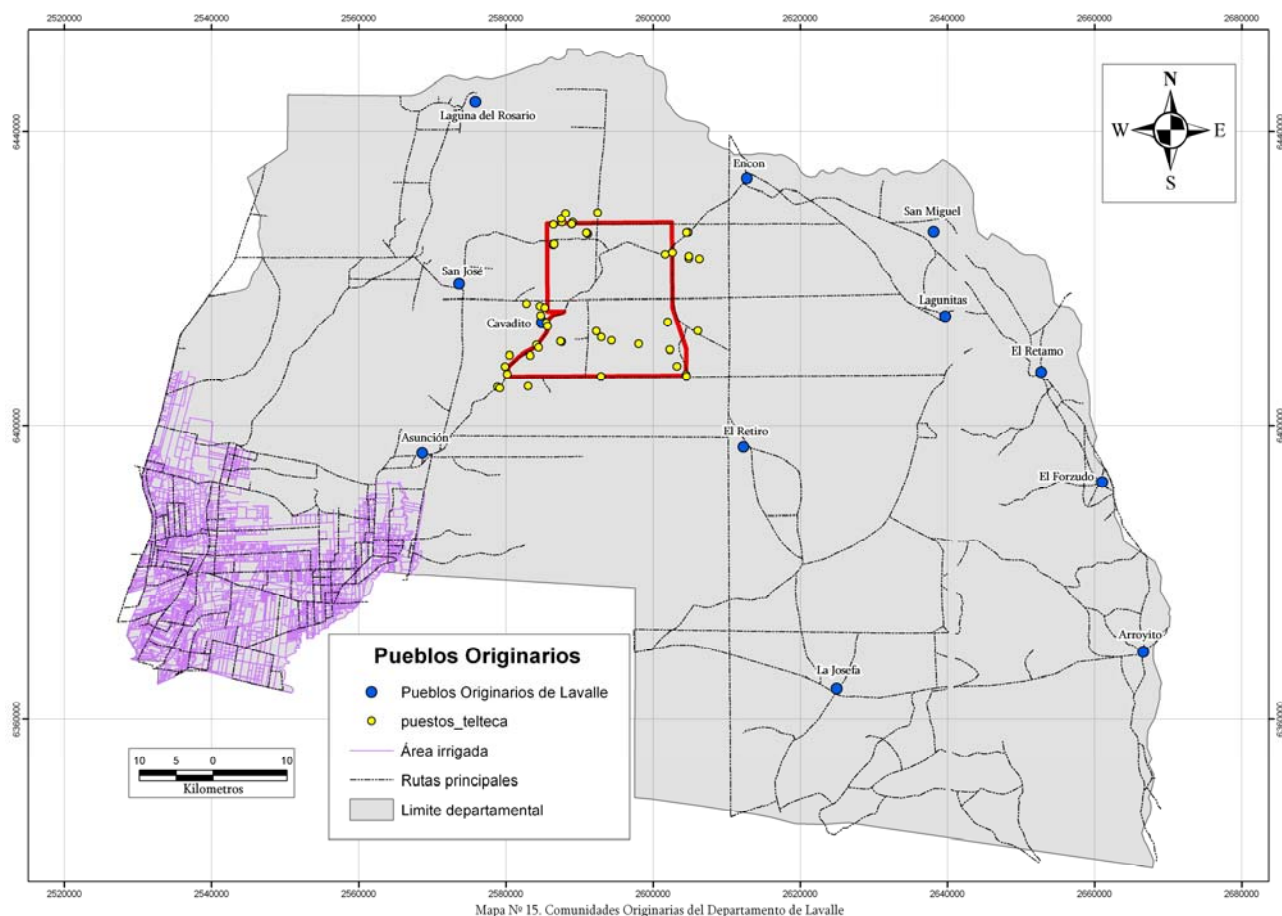 2520000 2540000 2560000 2580000 2600000 2620000 2640000 2660000 2680000
6440000 6440000
6400000 6400000
6360000 6360000
N
W E
S
Laguna del Rosario
Encon
San Miguel
San José
Lagunitas
Cavadito
El Retamo
Asunción
El Retiro
El Forzudo
Arroyito
La Josefa
Pueblos Originarios
Pueblos Originarios de Lavalle
puestos_telteca
Área irrigada
Rutas principales
Limite departamental
10 5 0 10
Kilometros
2520000 2540000 2560000 2580000 2600000 2620000 2640000 2660000 2680000
Mapa Nº 15. Comunidades Originarias del Departamento de Lavalle